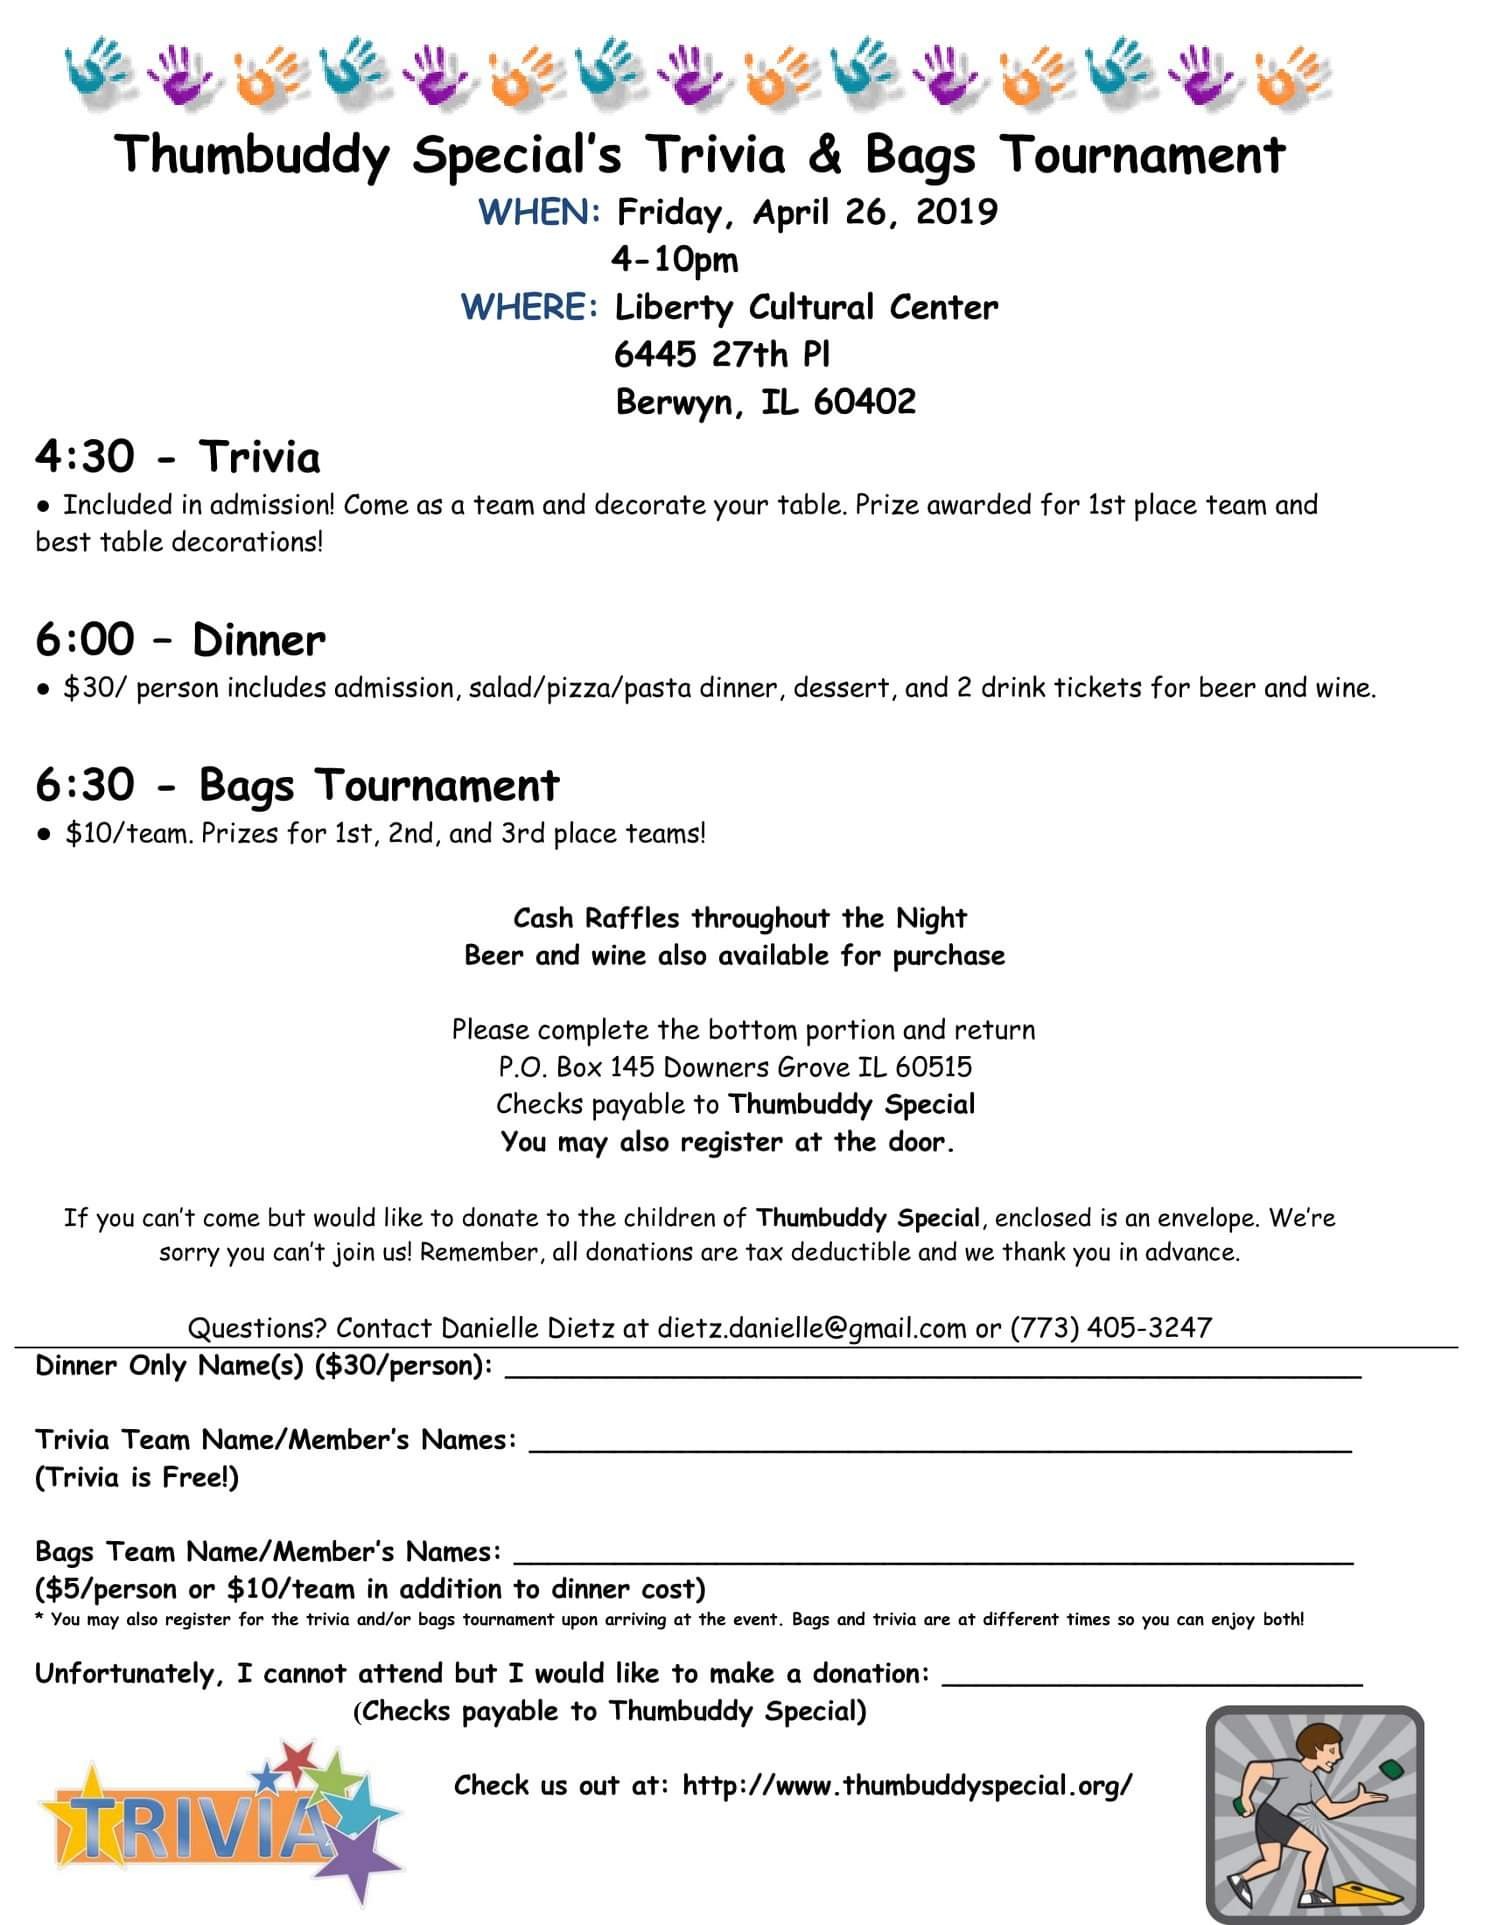 Thumbuddy Special's Trivia & Bags Tournament
WHEN: Friday, April 26, 2019
4-10pm
WHERE: Liberty Cultural Center
6445 27th Pl
Berwyn, IL 60402
4:30 - Trivia
● Included in admission! Come as a team and decorate your table. Prize awarded for 1st place team and
best table decorations!
6:00 – Dinner
● $30/ person includes admission, salad/pizza/pasta dinner, dessert, and 2 drink tickets for beer and wine.
6:30 - Bags Tournament
● $10/team. Prizes for 1st, 2nd, and 3rd place teams!
Cash Raffles throughout the Night
Beer and wine also available for purchase
Please complete the bottom portion and return
P.O. Box 145 Downers Grove IL 60515
Checks payable to Thumbuddy Special
You may also register at the door.
If you can't come but would like to donate to the children of Thumbuddy Special, enclosed is an envelope. We're
sorry you can't join us! Remember, all donations are tax deductible and we thank you in advance.
Questions? Contact Danielle Dietz at dietz.danielle@gmail.com or (773) 405-3247
Dinner Only Name(s) ($30/person): ____________________
Trivia Team Name/Member's Names: ____________________
(Trivia is Free!)
Bags Team Name/Member's Names: ____________________
($5/person or $10/team in addition to dinner cost)
* You may also register for the trivia and/or bags tournament upon arriving at the event. Bags and trivia are at different times so you can enjoy both!
Unfortunately, I cannot attend but I would like to make a donation: ____________________
(Checks payable to Thumbuddy Special)
TRIVIA
Check us out at: http://www.thumbuddyspecial.org/